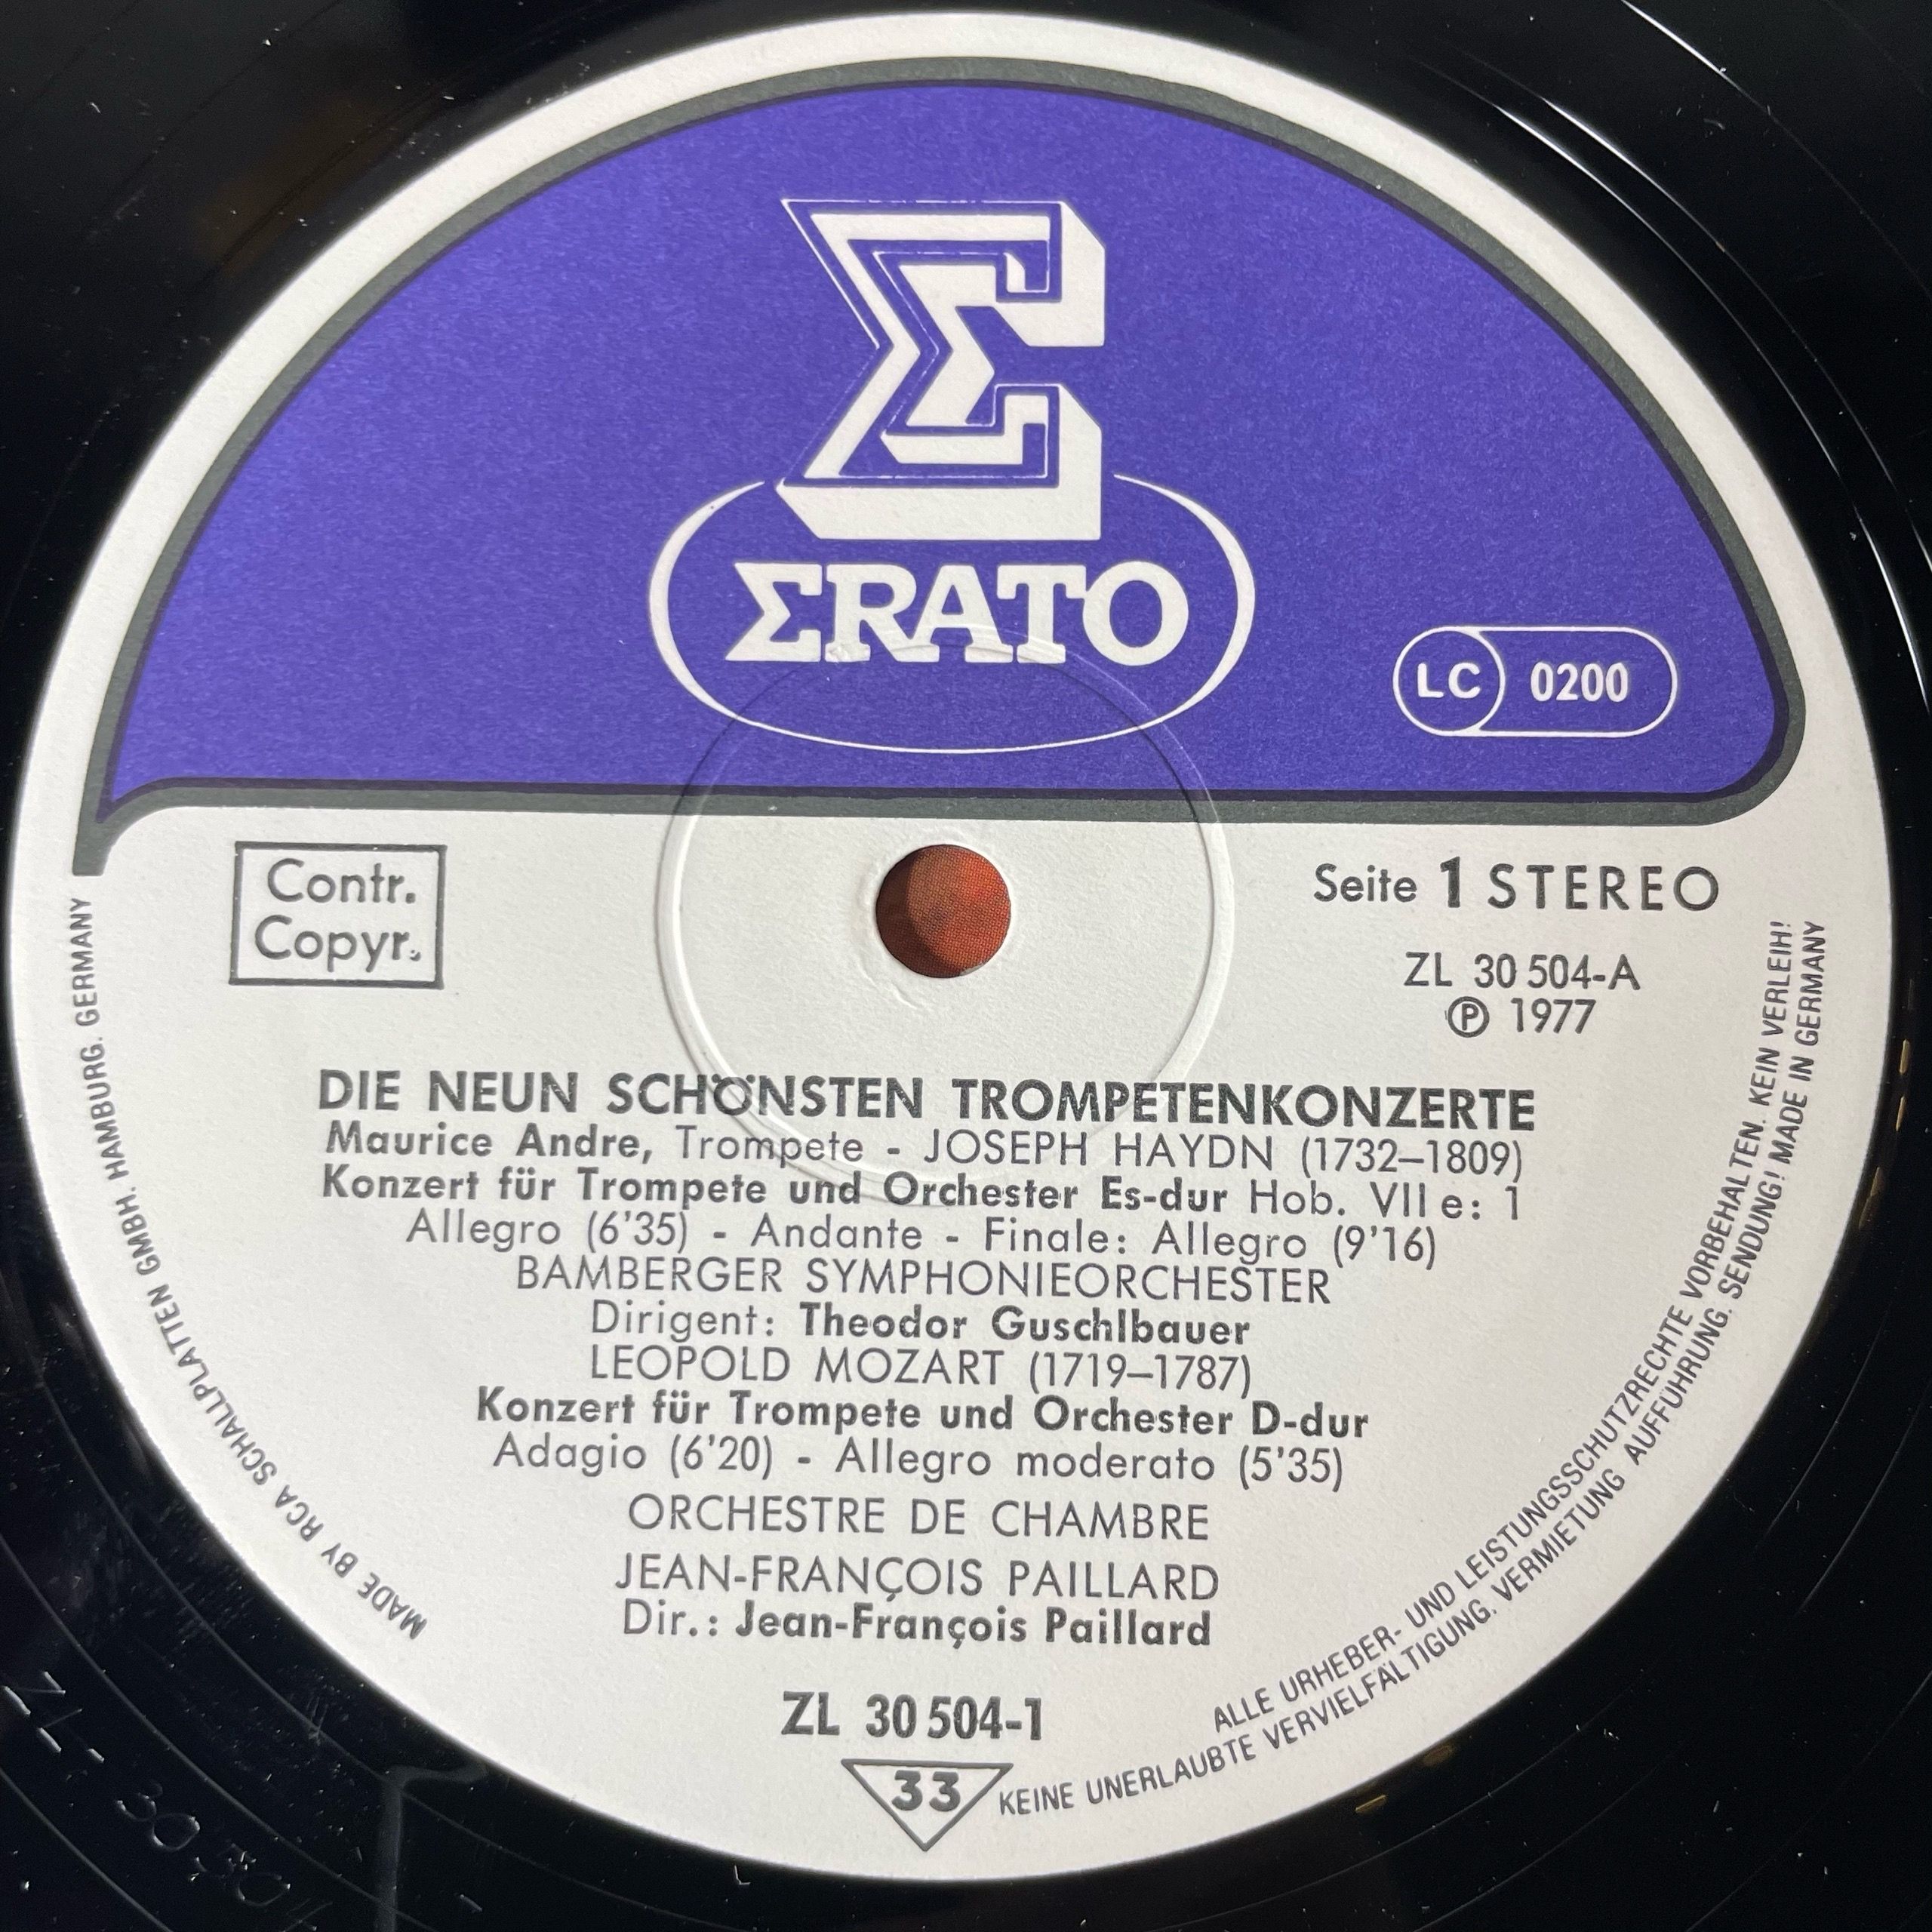 ΣRATO
LC 0200
Contr.
Copyr.
Seite 1 STEREO
ZL 30 504-A
Ⓟ 1977
DIE NEUN SCHÖNSTEN TROMPETENKONZERTE
Maurice Andre, Trompete - JOSEPH HAYDN (1732–1809)
Konzert für Trompete und Orchester Es-dur Hob. VII e: 1
Allegro (6'35) - Andante - Finale: Allegro (9'16)
BAMBERGER SYMPHONIEORCHESTER
Dirigent: Theodor Guschlbauer
LEOPOLD MOZART (1719–1787)
Konzert für Trompete und Orchester D-dur
Adagio (6'20) - Allegro moderato (5'35)
ORCHESTRE DE CHAMBRE
JEAN-FRANÇOIS PAILLARD
Dir.: Jean-François Paillard
ZL 30 504-1
33
MADE BY RCA SCHALLPLATTEN GMBH. HAMBURG. GERMANY
ALLE URHEBER- UND LEISTUNGSSCHUTZRECHTE VORBEHALTEN. KEIN VERLEIH!
KEINE UNERLAUBTE VERVIELFÄLTIGUNG. VERMIETUNG AUFFÜHRUNG. SENDUNG! MADE IN GERMANY